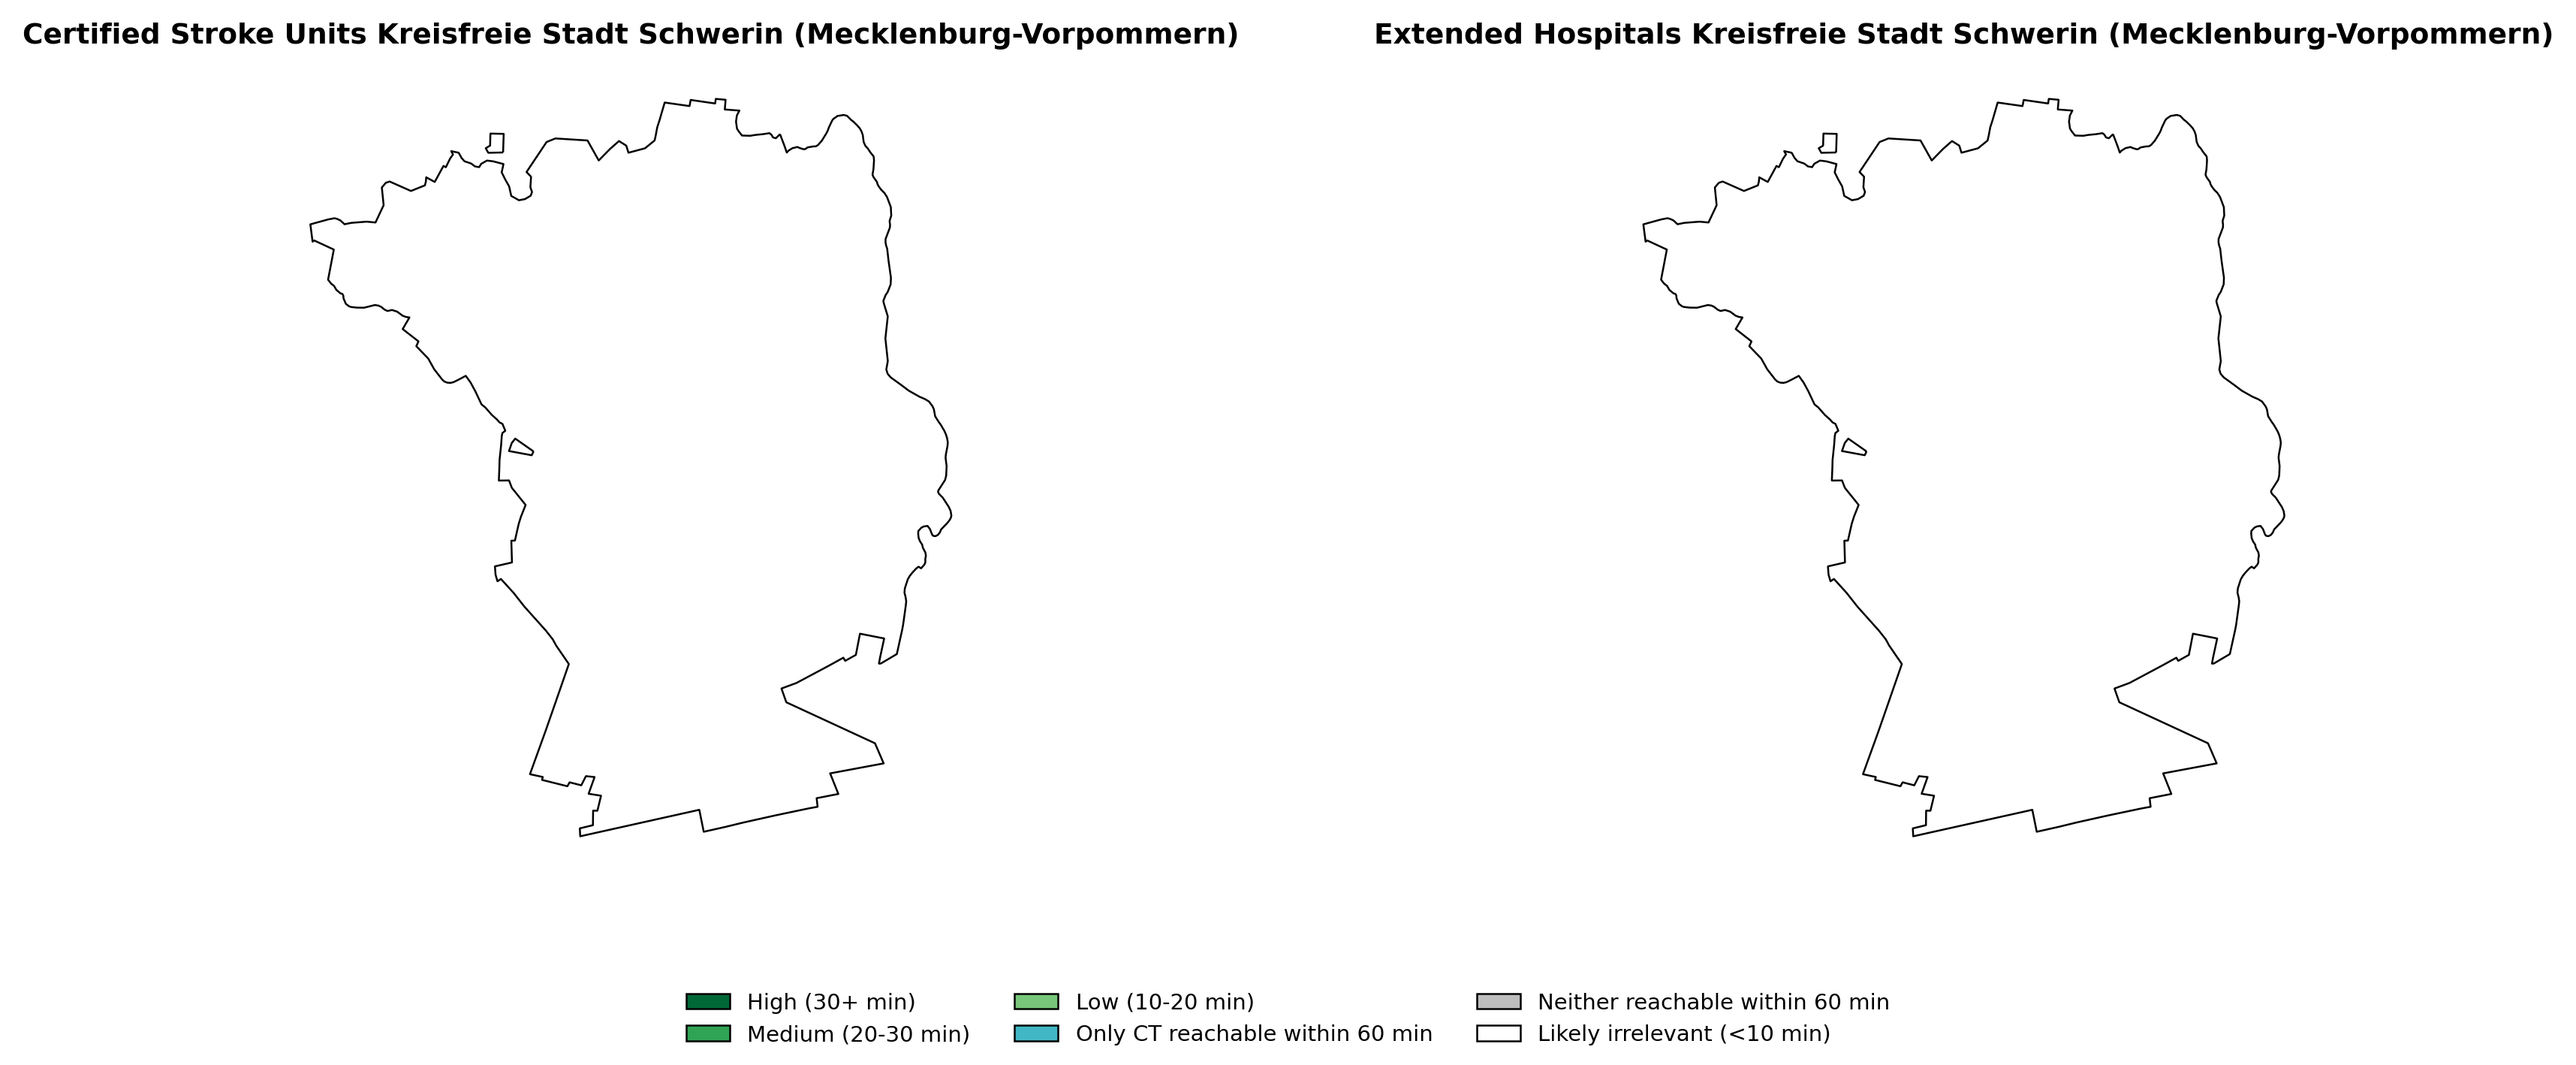 Certified Stroke Units Kreisfreie Stadt Schwerin (Mecklenburg-Vorpommern)
Extended Hospitals Kreisfreie Stadt Schwerin (Mecklenburg-Vorpommern)
High (30+ min)
Medium (20-30 min)
Low (10-20 min)
Only CT reachable within 60 min
Neither reachable within 60 min
Likely irrelevant (<10 min)